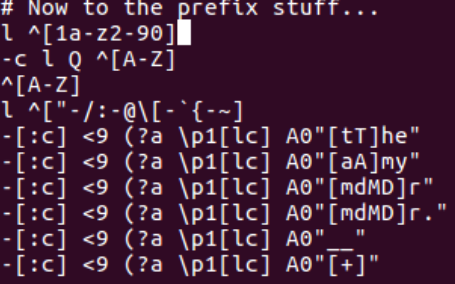 # Now to the prefix stuff...
l ^[1a-z2-90]
-c l Q ^[A-Z]
^[A-Z]
l ^["-/:-@\[-`{-~]
-[:c] <9 (?a \p1[lc] A0"[tT]he"
-[:c] <9 (?a \p1[lc] A0"[aA]my"
-[:c] <9 (?a \p1[lc] A0"[mdMD]r"
-[:c] <9 (?a \p1[lc] A0"[mdMD]r."
-[:c] <9 (?a \p1[lc] A0"__"
-[:c] <9 (?a \p1[lc] A0"[+]"